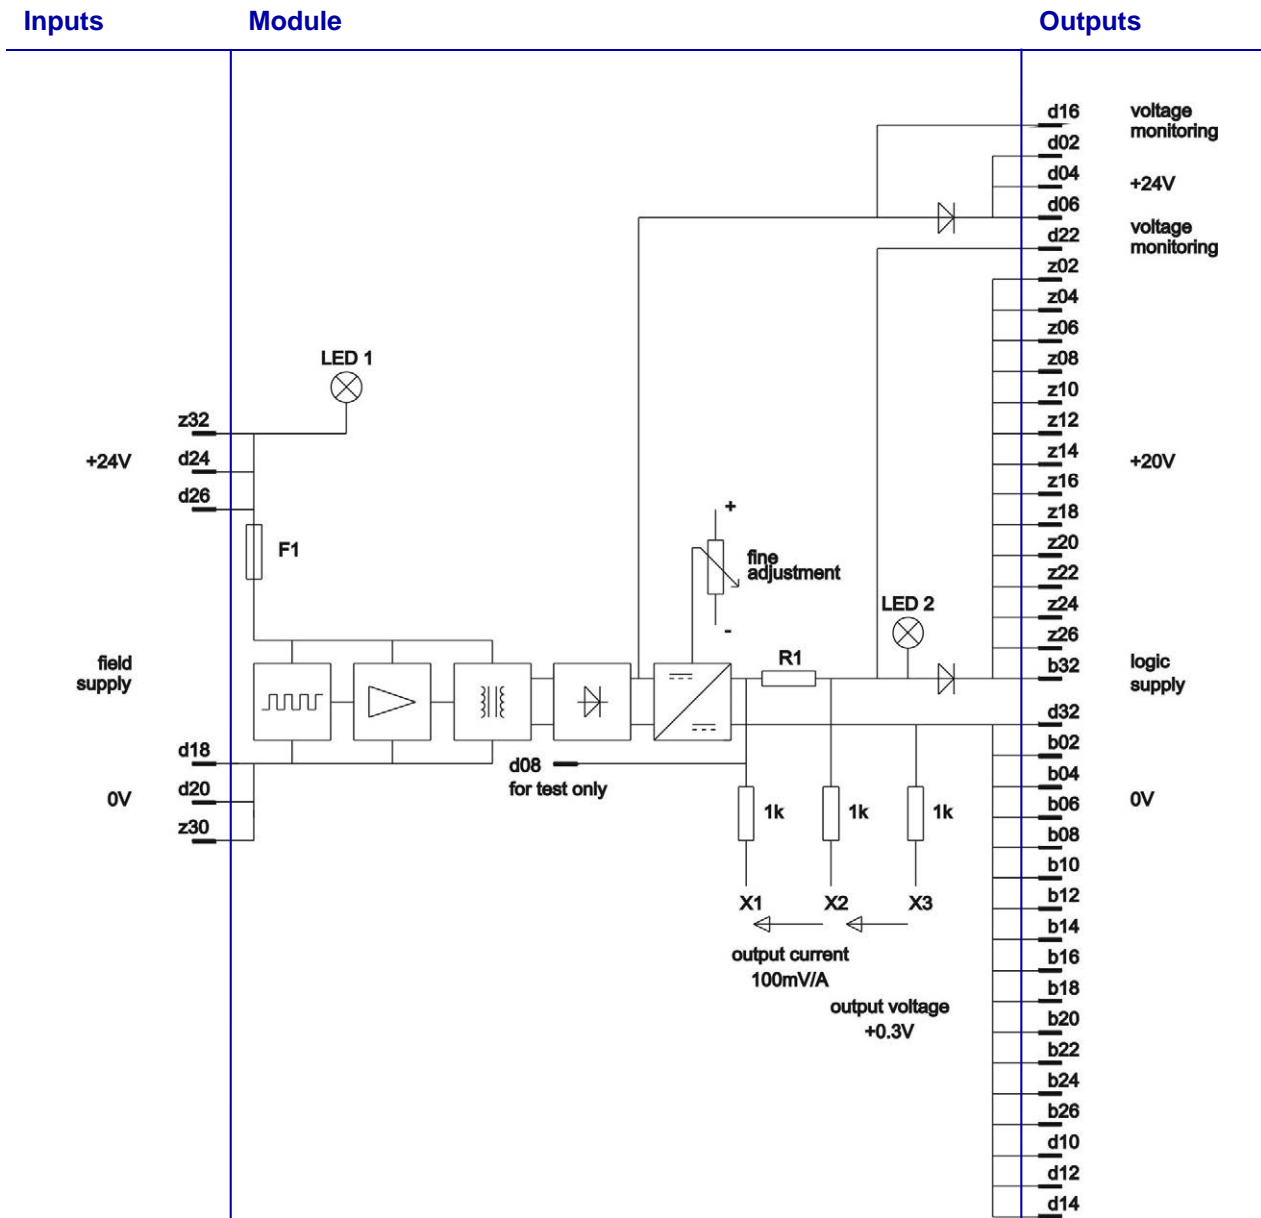 Inputs
Module
Outputs
d16
voltage
monitoring
d02
d04
+24V
d06
voltage
monitoring
d22
z02
z04
z06
z08
z10
z12
z14
+20V
z16
z18
z20
z22
z24
z26
b32
logic
supply
d32
b02
b04
b06
0V
b08
b10
b12
b14
b16
b18
b20
b22
b24
b26
d10
d12
d14
LED 1
z32
+24V
d24
d26
F1
+
fine
adjustment
-
LED 2
R1
field
supply
d18
0V
d20
z30
d08
for test only
1k
1k
1k
X1
X2
X3
output current
100mV/A
output voltage
+0.3V